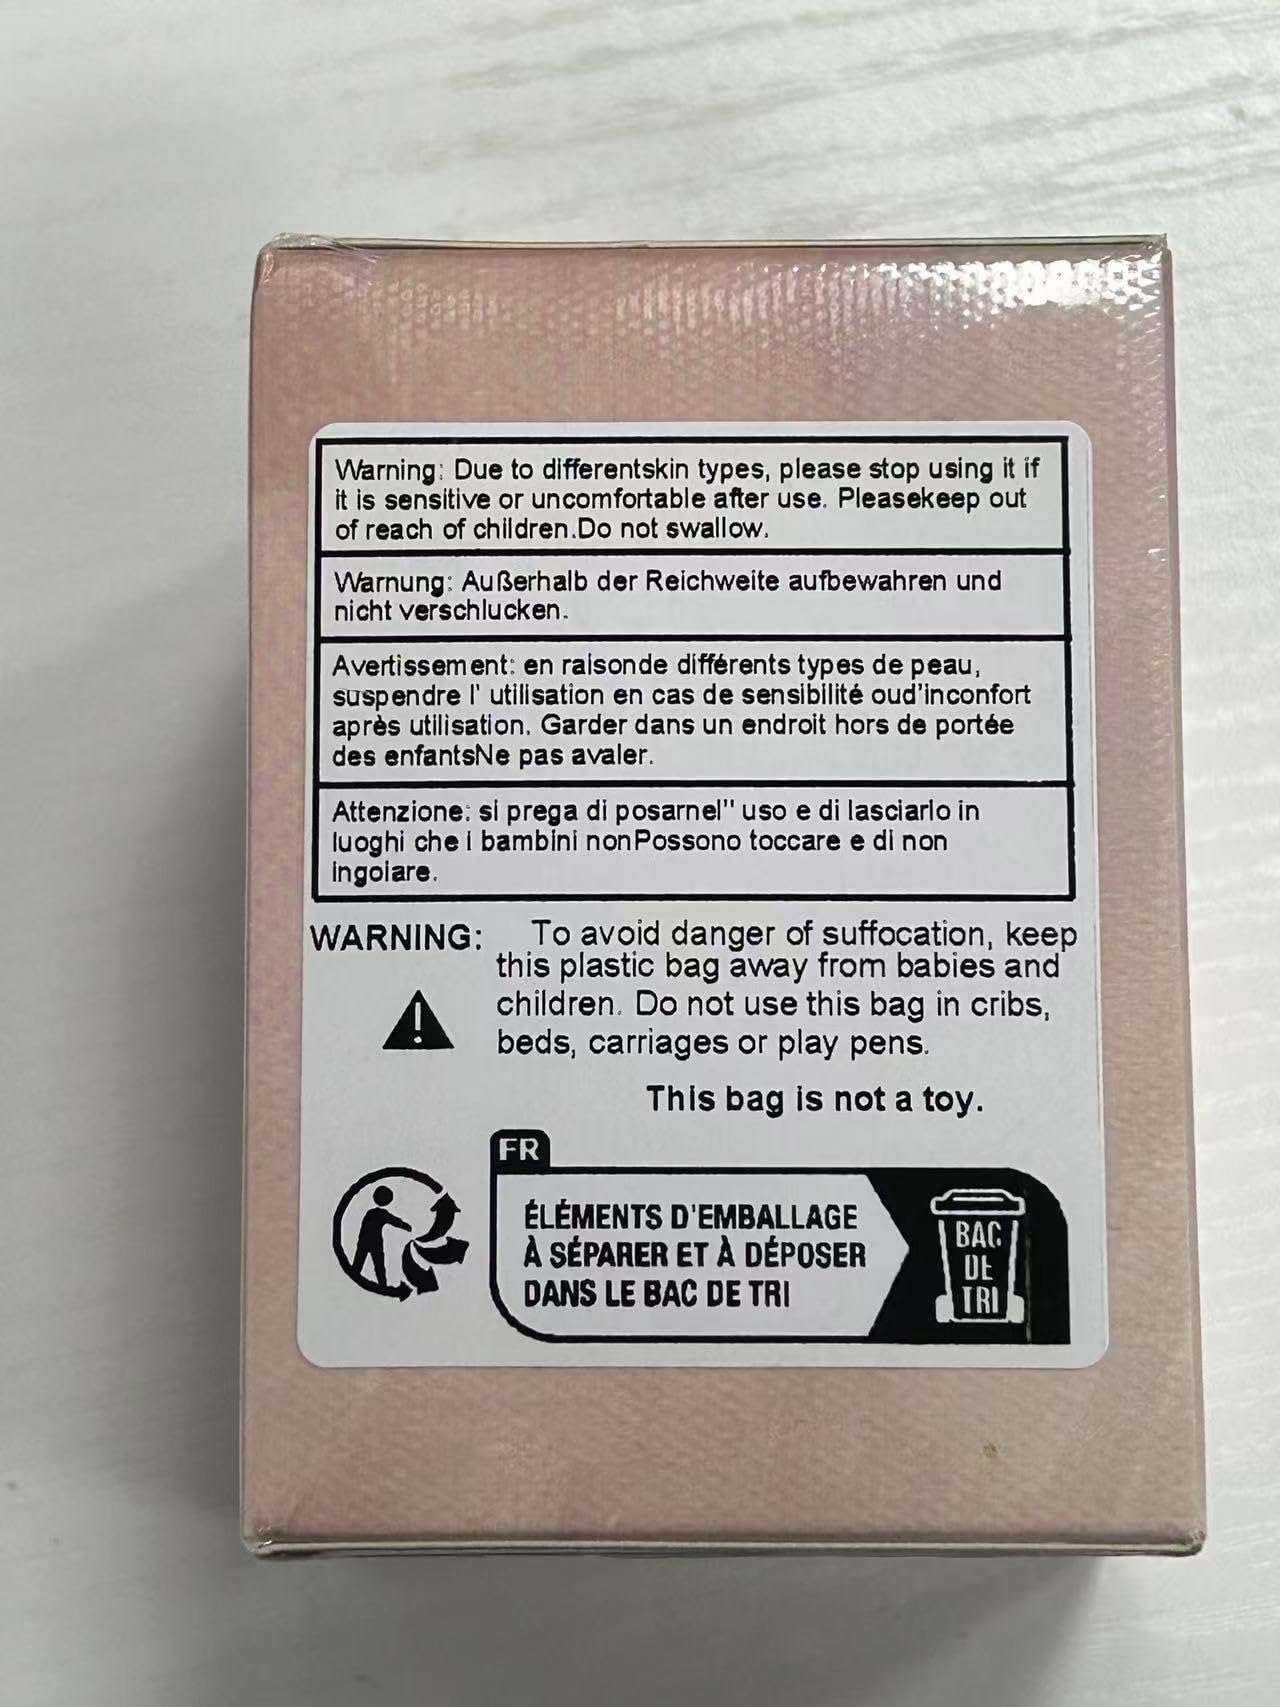 Warning: Due to differentskin types, please stop using it if
it is sensitive or uncomfortable after use. Pleasekeep out
of reach of children.Do not swallow.
Warnung: Außerhalb der Reichweite aufbewahren und
nicht verschlucken.
Avertissement: en raisonde différents types de peau,
suspendre l' utilisation en cas de sensibilité oud'inconfort
après utilisation. Garder dans un endroit hors de portée
des enfantsNe pas avaler.
Attenzione: si prega di posarnel'' uso e di lasciarlo in
luoghi che i bambini nonPossono toccare e di non
ingoiare.
WARNING: To avoid danger of suffocation, keep
this plastic bag away from babies and
children. Do not use this bag in cribs,
beds, carriages or play pens.
This bag is not a toy.
FR
ÉLÉMENTS D'EMBALLAGE
À SÉPARER ET À DÉPOSER
DANS LE BAC DE TRI
BAC
DE
TRI